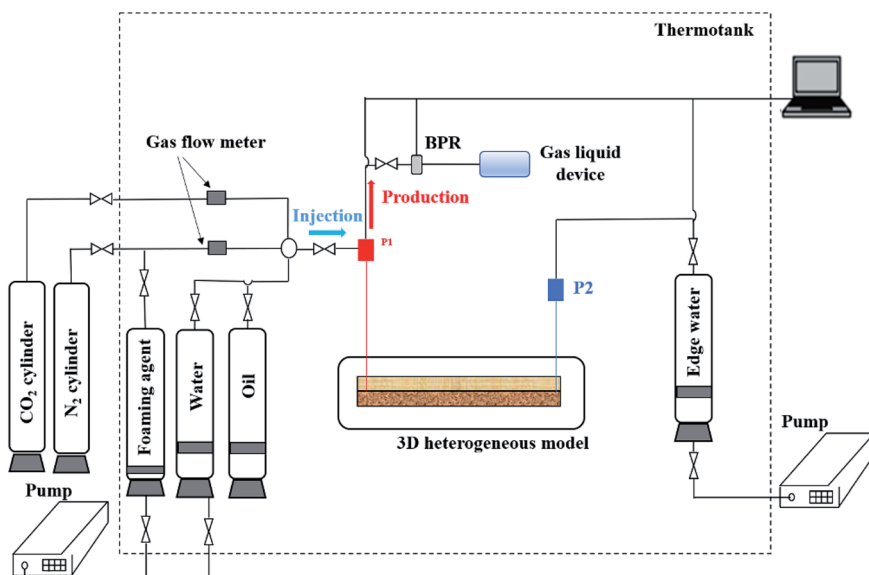 Thermotank
Gas flow meter
BPR
Gas liquid
device
Production
Injection
P1
P2
CO₂ cylinder
N₂ cylinder
Foaming agent
Water
Oil
Edge water
3D heterogeneous model
Pump
Pump